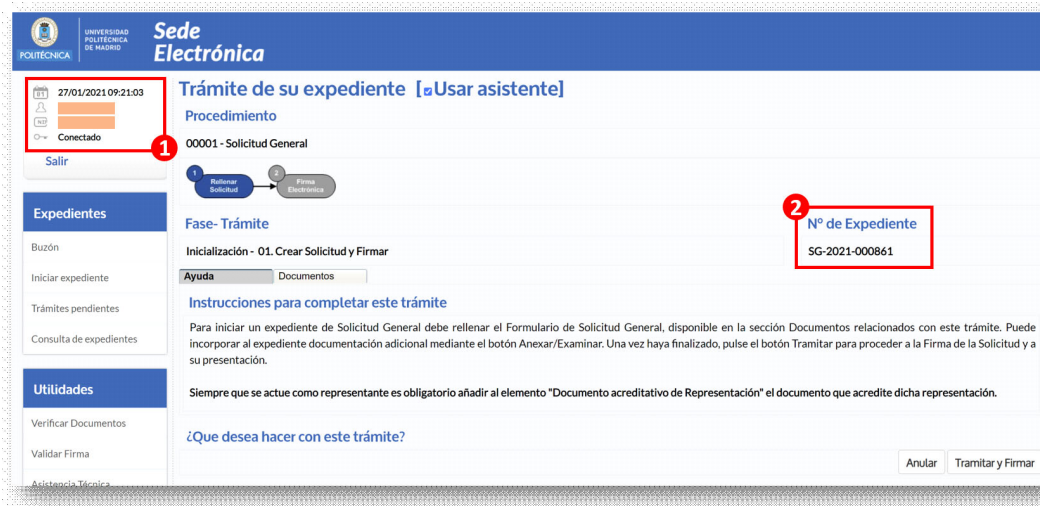 POLITÉCNICA
UNIVERSIDAD
POLITÉCNICA
DE MADRID
Sede
Electrónica
27/01/2021 09:21:03
NIF
Conectado
1
Salir
Expedientes
Buzón
Iniciar expediente
Trámites pendientes
Consulta de expedientes
Utilidades
Verificar Documentos
Validar Firma
Asistencia Técnica
Trámite de su expediente [Usar asistente]
Procedimiento
00001 - Solicitud General
1
Rellenar
Solicitud
2
Firma
Electrónica
Fase- Trámite
Inicialización - 01. Crear Solicitud y Firmar
2
Nº de Expediente
SG-2021-000861
Ayuda Documentos
Instrucciones para completar este trámite
Para iniciar un expediente de Solicitud General debe rellenar el Formulario de Solicitud General, disponible en la sección Documentos relacionados con este trámite. Puede
incorporar al expediente documentación adicional mediante el botón Anexar/Examinar. Una vez haya finalizado, pulse el botón Tramitar para proceder a la Firma de la Solicitud y a
su presentación.
Siempre que se actue como representante es obligatorio añadir al elemento "Documento acreditativo de Representación" el documento que acredite dicha representación.
¿Que desea hacer con este trámite?
Anular Tramitar y Firmar